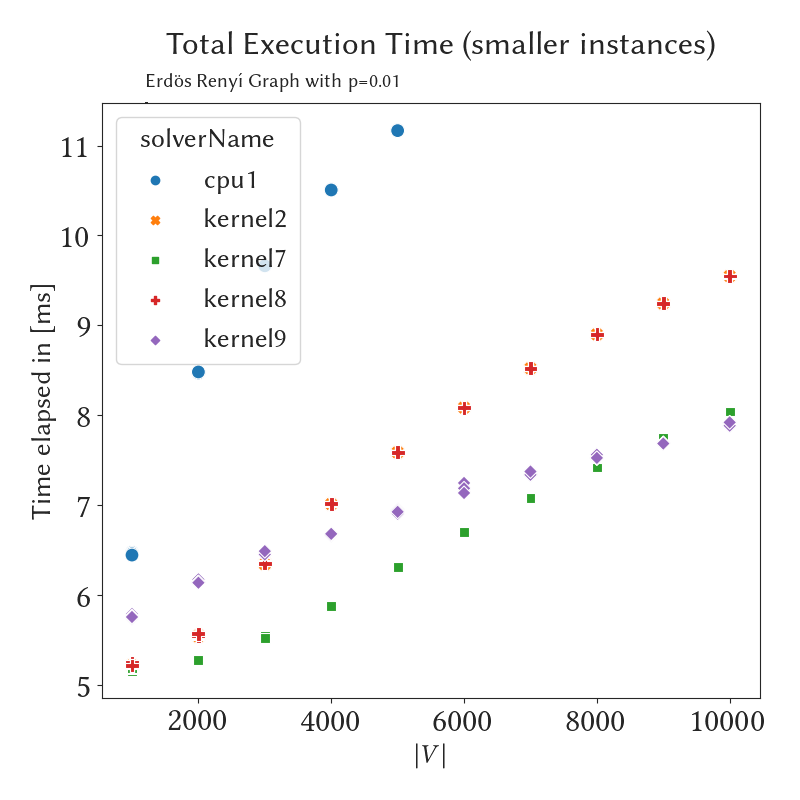 Total Execution Time (smaller instances)
Erdös Renyí Graph with p=0.01
solverName
cpu1
kernel2
kernel7
kernel8
kernel9
Time elapsed in [ms]
11
10
9
8
7
6
5
2000 4000 6000 8000 10000
|V|